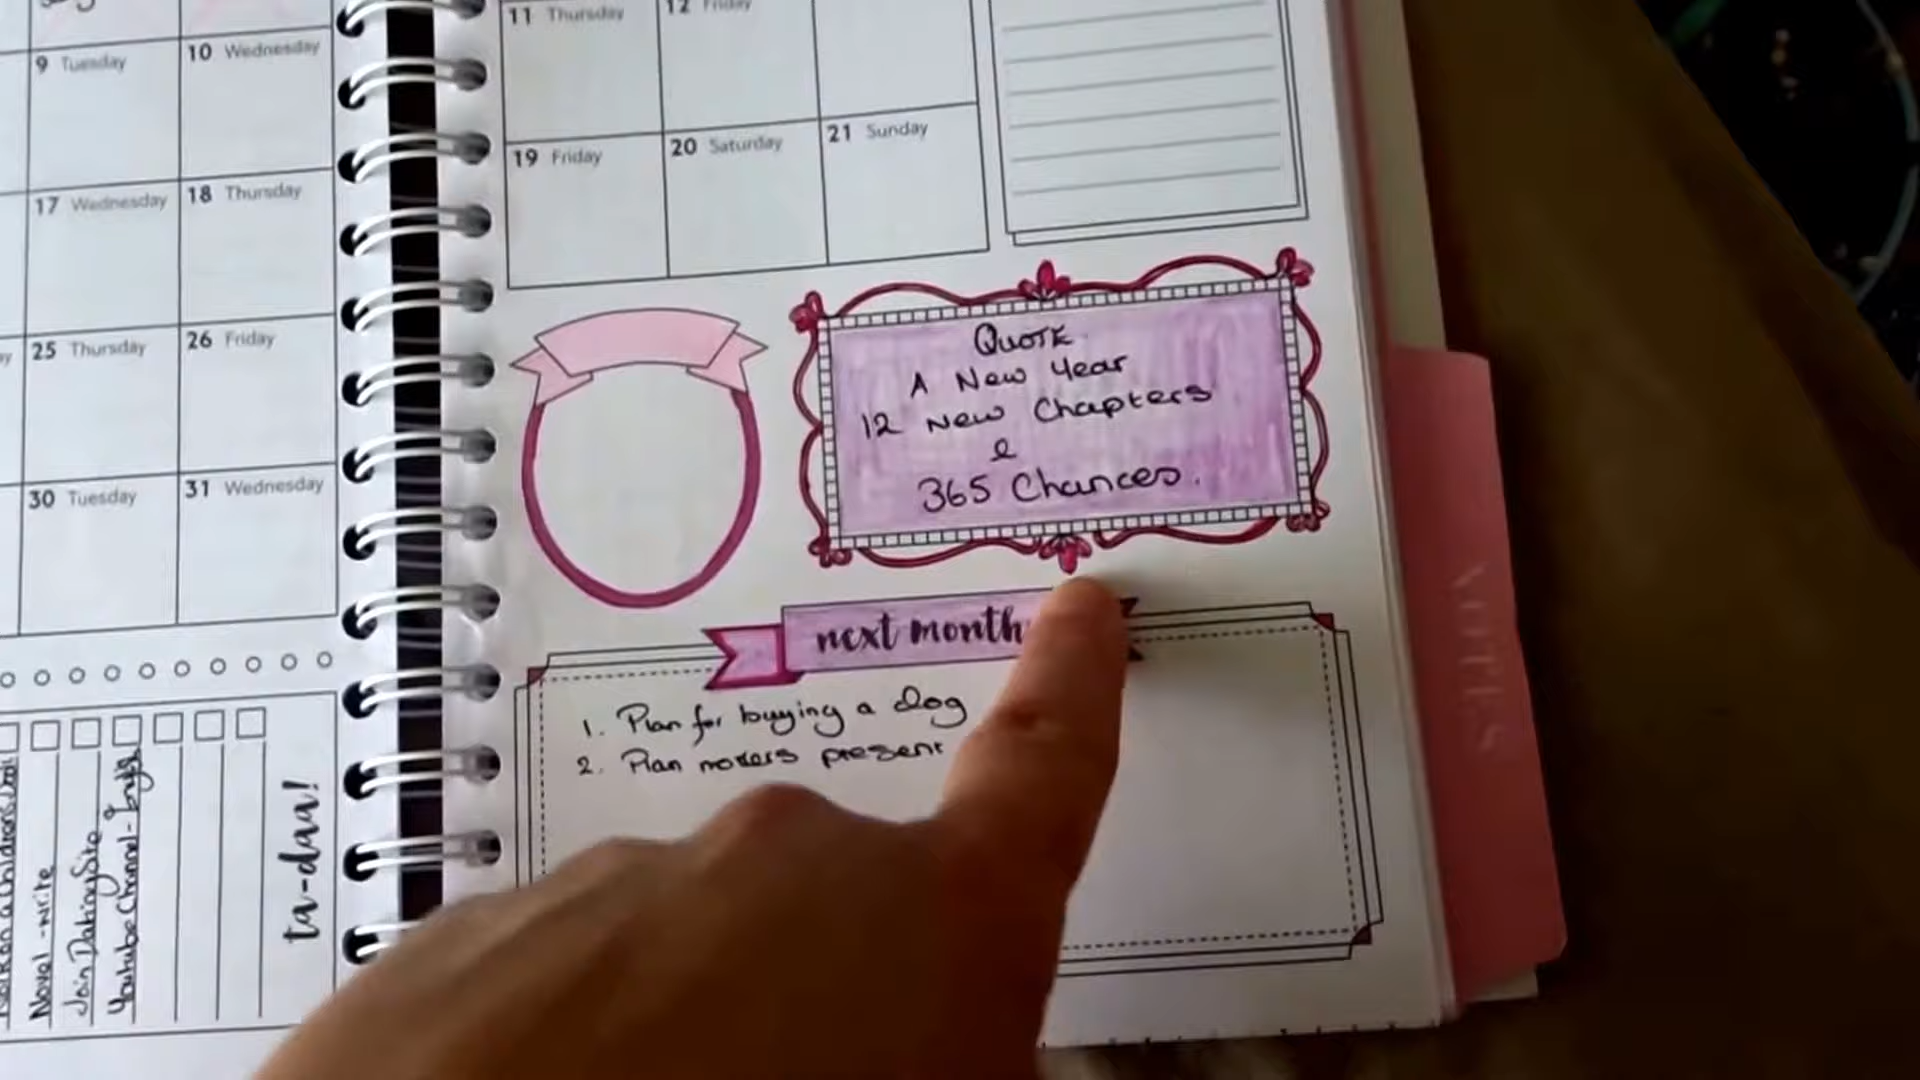 9 Tuesday
10 Wednesday
11 Thursday
12 Friday
17 Wednesday
18 Thursday
19 Friday
20 Saturday
21 Sunday
25 Thursday
26 Friday
30 Tuesday
31 Wednesday
Quote
A New Year
12 New Chapters
&
365 Chances.
next month
1. Plan for buying a dog
2. Plan moters present
ta-daa!
Novel - write
Join Dating Site
Youtube Channel -
NOTES